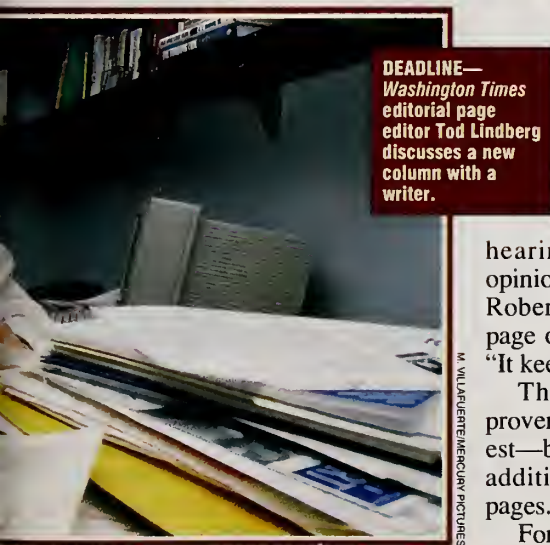 DEADLINE—
Washington Times
editorial page
editor Tod Lindberg
discusses a new
column with a
writer.
hearin
opinio
Rober
page o
“It kee
Th
prover
est—b
additi
pages.
For
M. VILLAFUERTE/MERCURY PICTURES